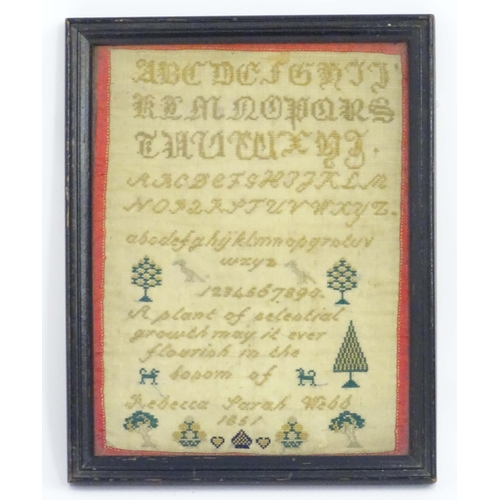 ABCDEFGHIJ
KLMNOPQRS
TUVWXYZ.
ABCDEFGHIJKLM
NOPQRSTUVWXYZ.
abcdefghijklmnopqrstuv
wxyz
1234567890.
A plant of celestial
growth may it ever
flourish in the
bosom of
Rebecca Sarah Webb